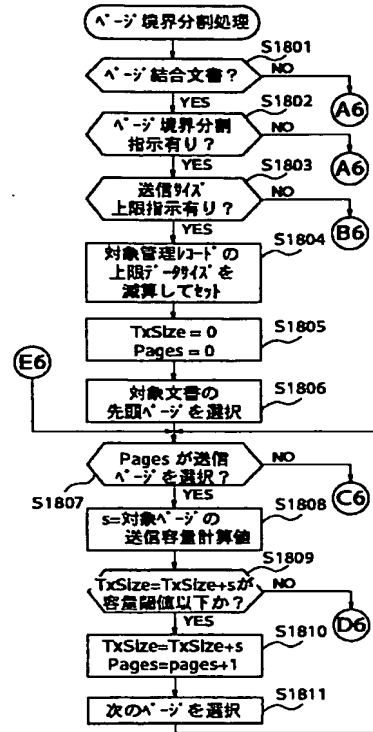 ページ境界分割処理
S1801
ページ結合文書?
NO
A6
YES
S1802
ページ境界分割
指示有り?
NO
A6
YES
S1803
送信サイズ
上限指示有り?
NO
B6
YES
S1804
対象管理レコードの
上限データサイズを
減算してセット
S1805
TxSize = 0
Pages = 0
E6
S1806
対象文書の
先頭ページを選択
Pages が送信
ページを選択?
NO
C6
S1807
YES
S1808
s=対象ページの
送信容量計算値
S1809
TxSize=TxSize+sが
容量閾値以下か?
NO
D6
YES
S1810
TxSize=TxSize+s
Pages=pages+1
S1811
次のページを選択